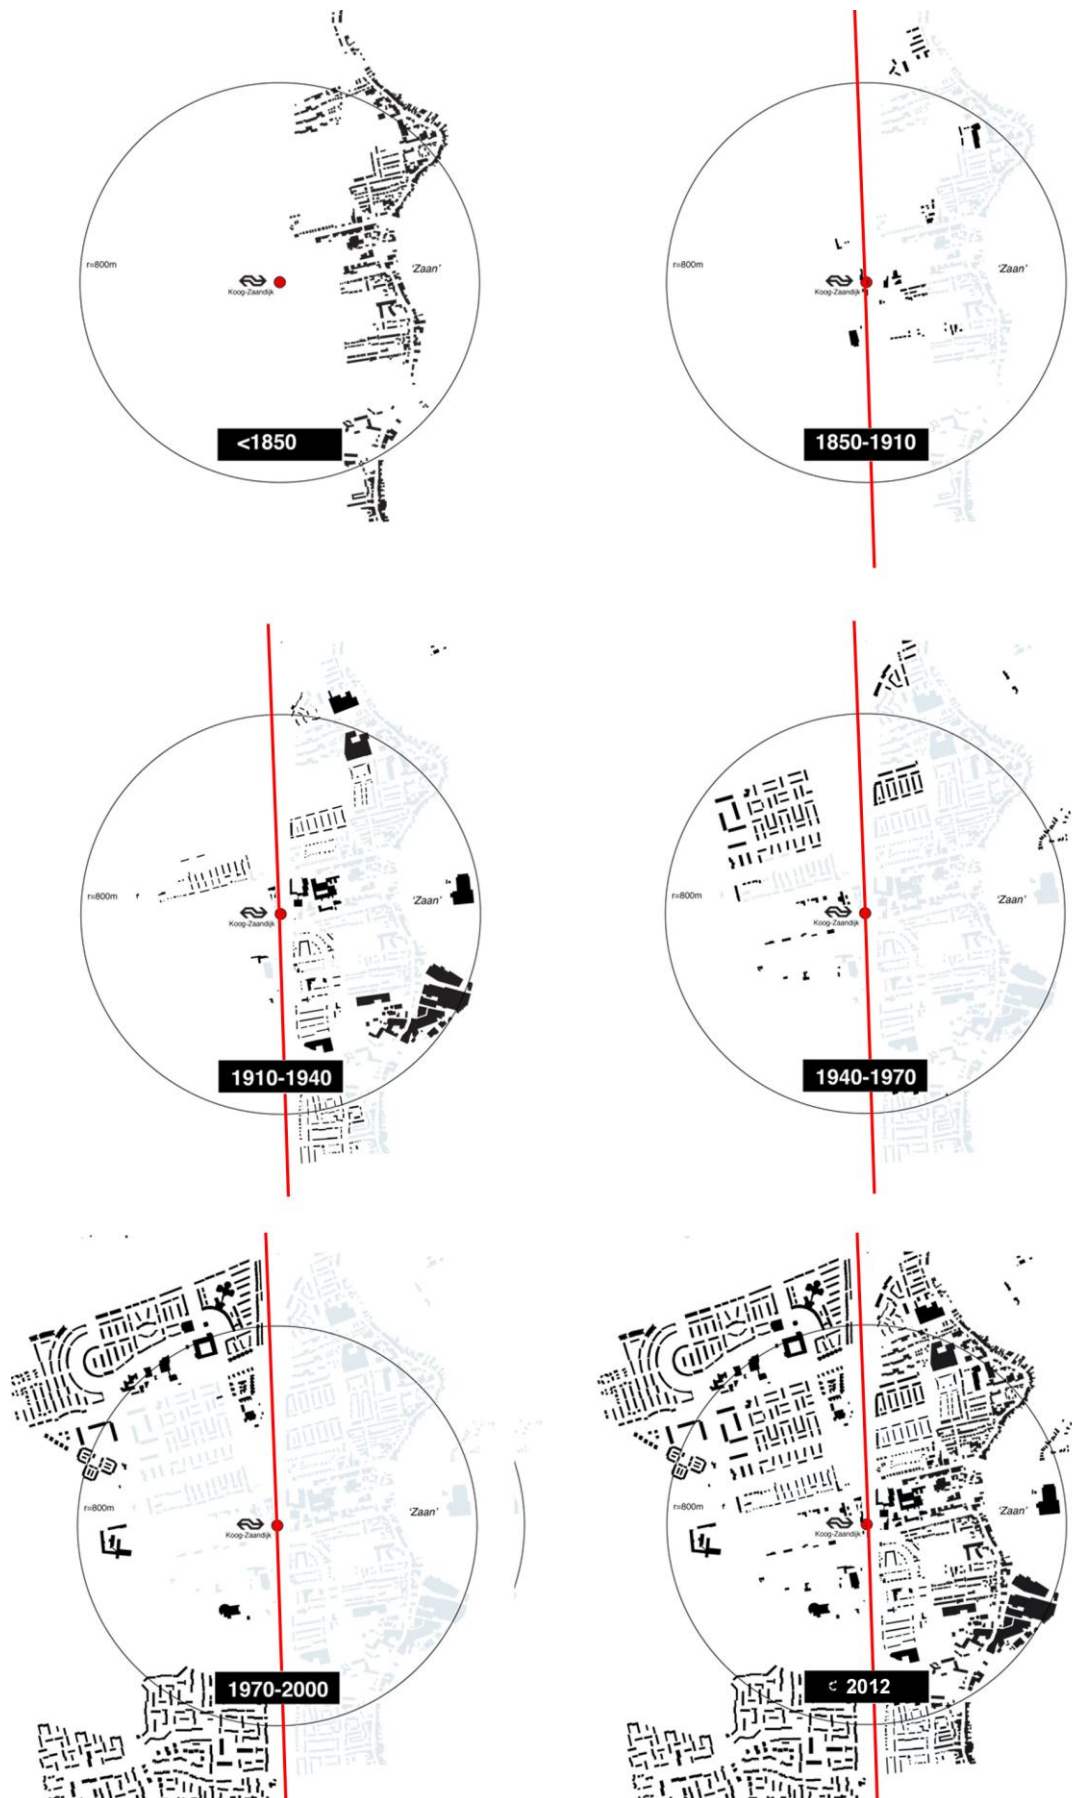 r=800m
'Zaan'
Koog-Zaandijk
<1850
r=800m
'Zaan'
Koog-Zaandijk
1850-1910
r=800m
'Zaan'
Koog-Zaandijk
1910-1940
r=800m
'Zaan'
Koog-Zaandijk
1940-1970
r=800m
'Zaan'
Koog-Zaandijk
1970-2000
r=800m
'Zaan'
Koog-Zaandijk
< 2012